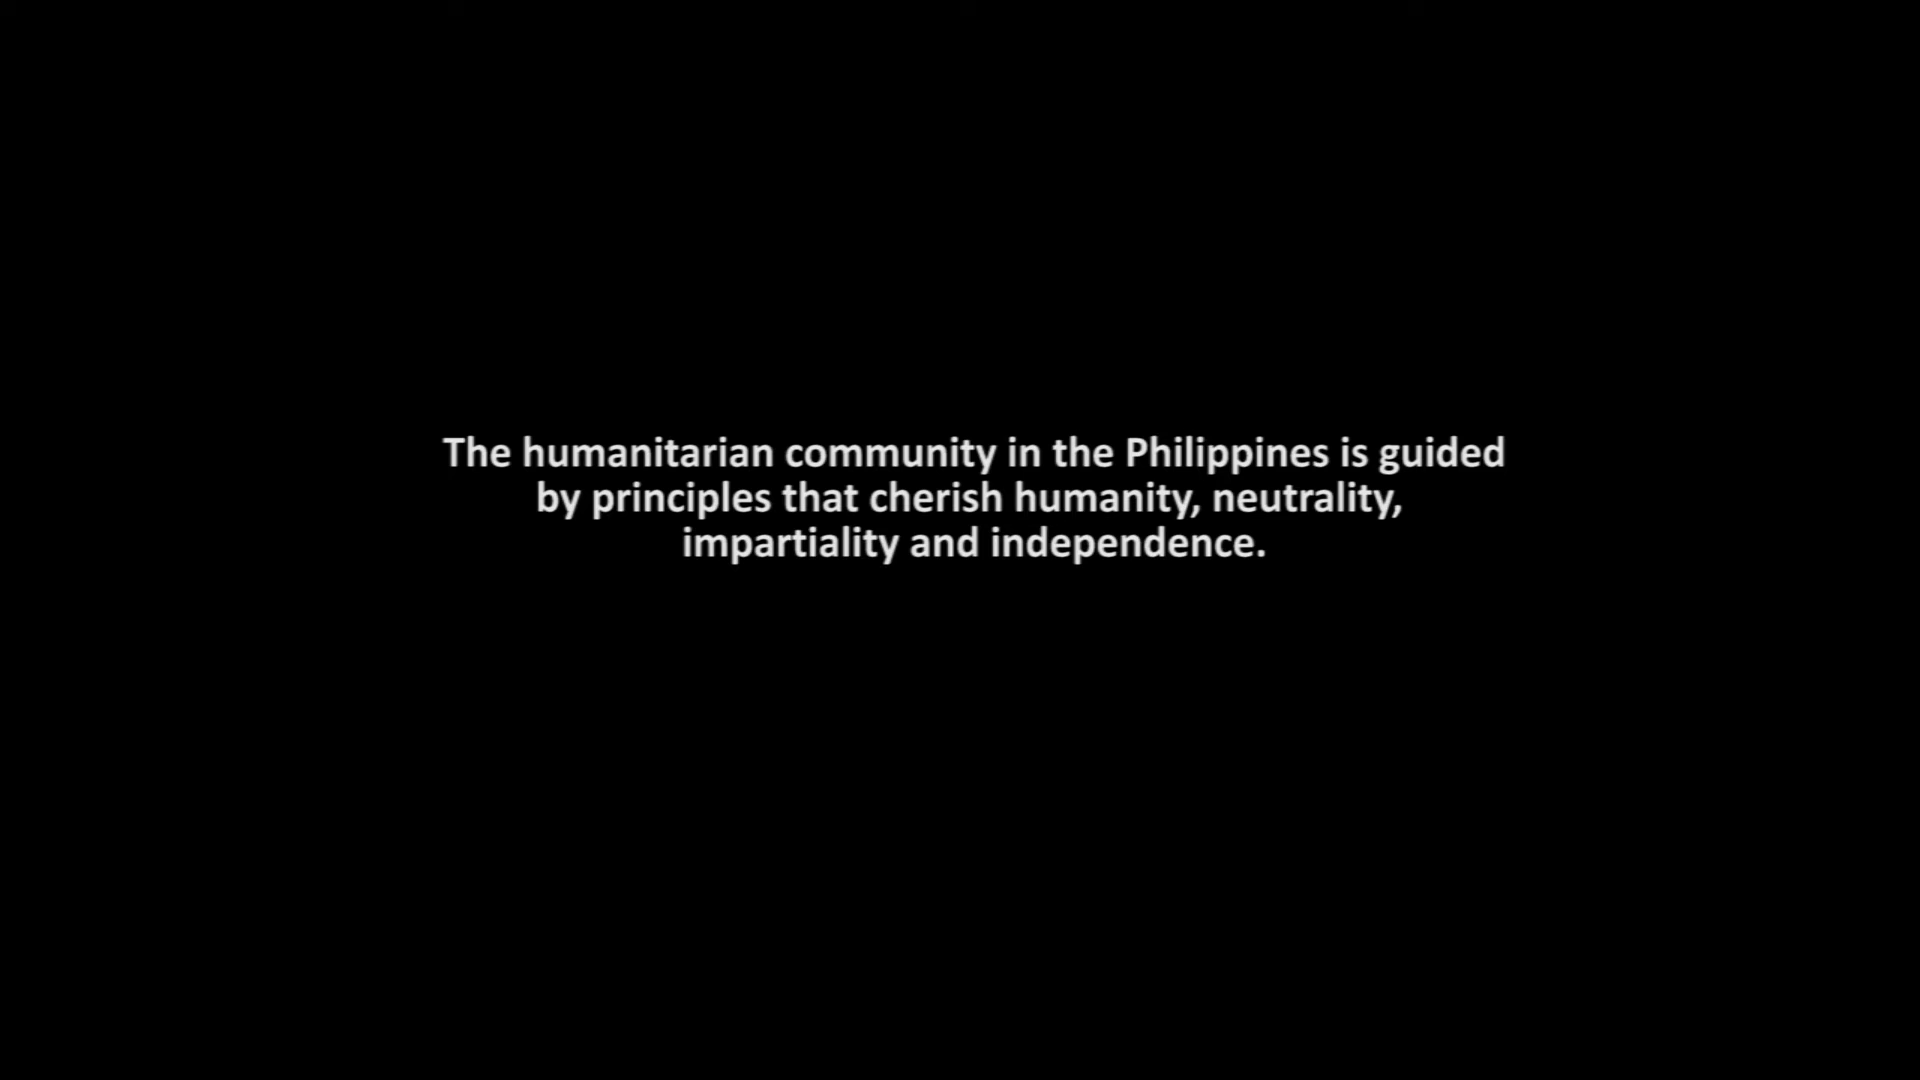 The humanitarian community in the Philippines is guided
by principles that cherish humanity, neutrality,
impartiality and independence.